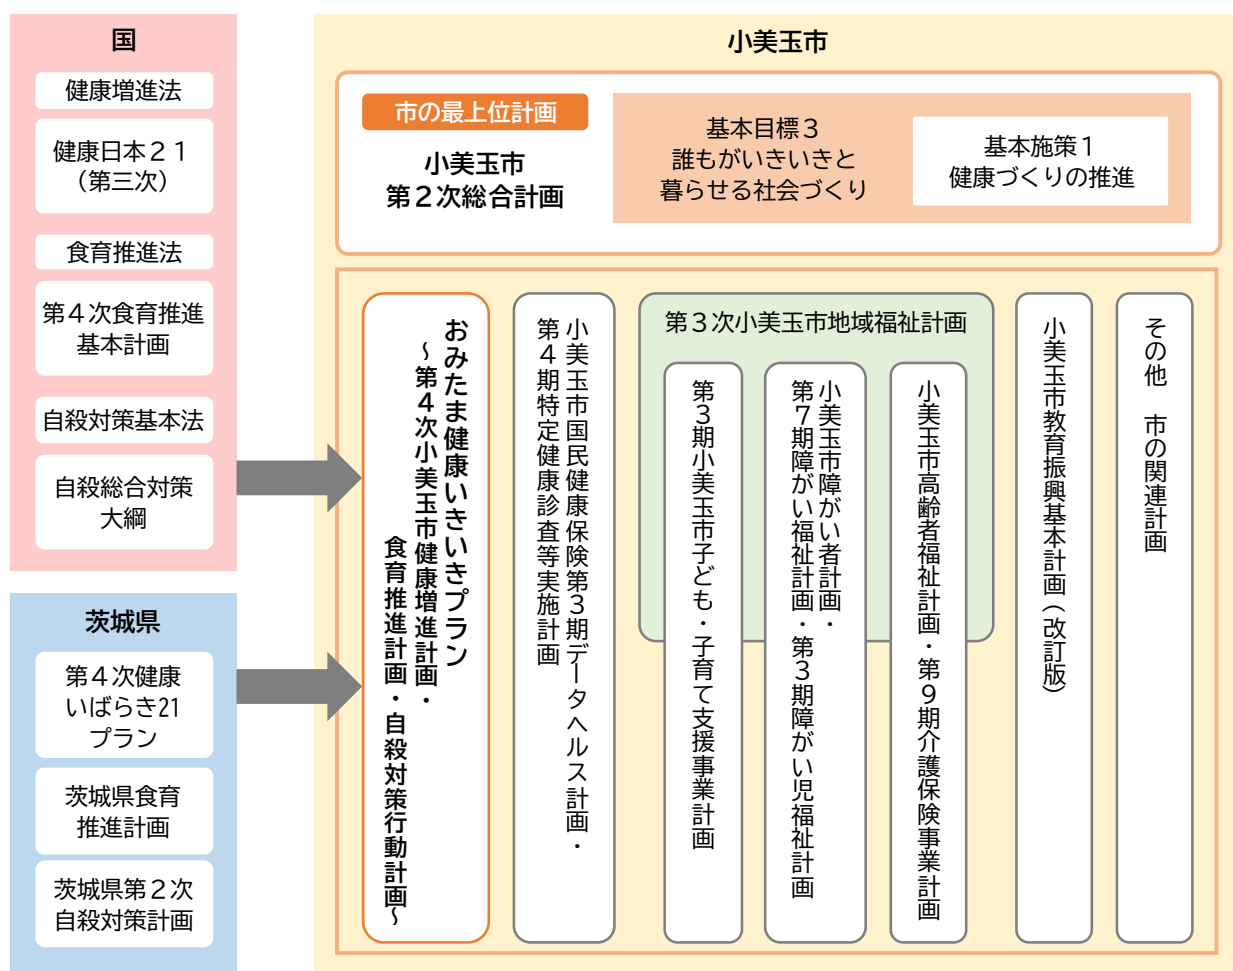 国
健康増進法
健康日本２１
（第三次）
食育推進法
第４次食育推進
基本計画
自殺対策基本法
自殺総合対策
大綱
茨城県
第４次健康
いばらき21
プラン
茨城県食育
推進計画
茨城県第２次
自殺対策計画
小美玉市
市の最上位計画
小美玉市
第２次総合計画
基本目標３
誰もがいきいきと
暮らせる社会づくり
基本施策１
健康づくりの推進
おみたま健康いきいきプラン
～第４次小美玉市健康増進計画・
食育推進計画・自殺対策行動計画～
小美玉市国民健康保険第３期データヘルス計画・
第４期特定健康診査等実施計画
第３次小美玉市地域福祉計画
第３期小美玉市子ども・子育て支援事業計画
小美玉市障がい者計画・
第７期障がい福祉計画・第３期障がい児福祉計画
小美玉市高齢者福祉計画・第９期介護保険事業計画
小美玉市教育振興基本計画（改訂版）
その他　市の関連計画